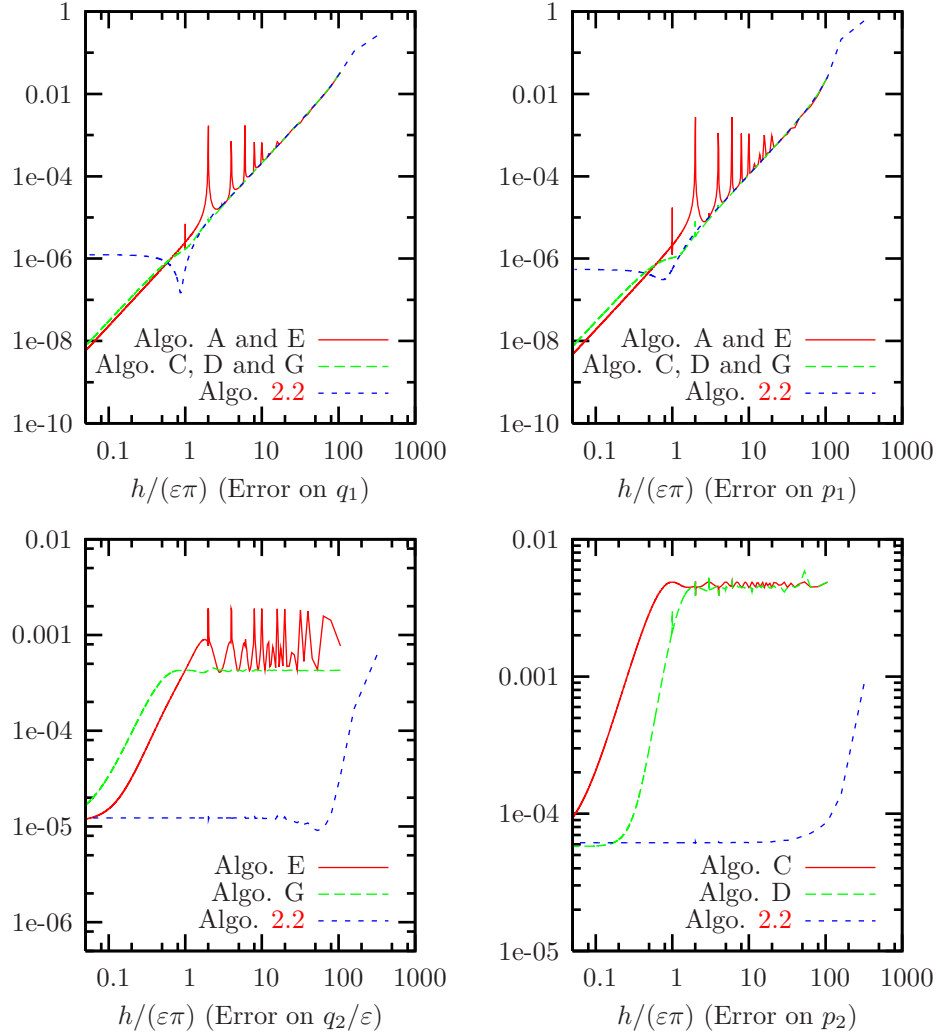 1
0.01
1e-04
1e-06
1e-08
1e-10
Algo. A and E
Algo. C, D and G
Algo. 2.2
0.1 1 10 100 1000
h/(επ) (Error on q₁)
1
0.01
1e-04
1e-06
1e-08
1e-10
Algo. A and E
Algo. C, D and G
Algo. 2.2
0.1 1 10 100 1000
h/(επ) (Error on p₁)
0.01
0.001
1e-04
1e-05
1e-06
Algo. E
Algo. G
Algo. 2.2
0.1 1 10 100 1000
h/(επ) (Error on q₂/ε)
0.01
0.001
1e-04
1e-05
Algo. C
Algo. D
Algo. 2.2
0.1 1 10 100 1000
h/(επ) (Error on p₂)